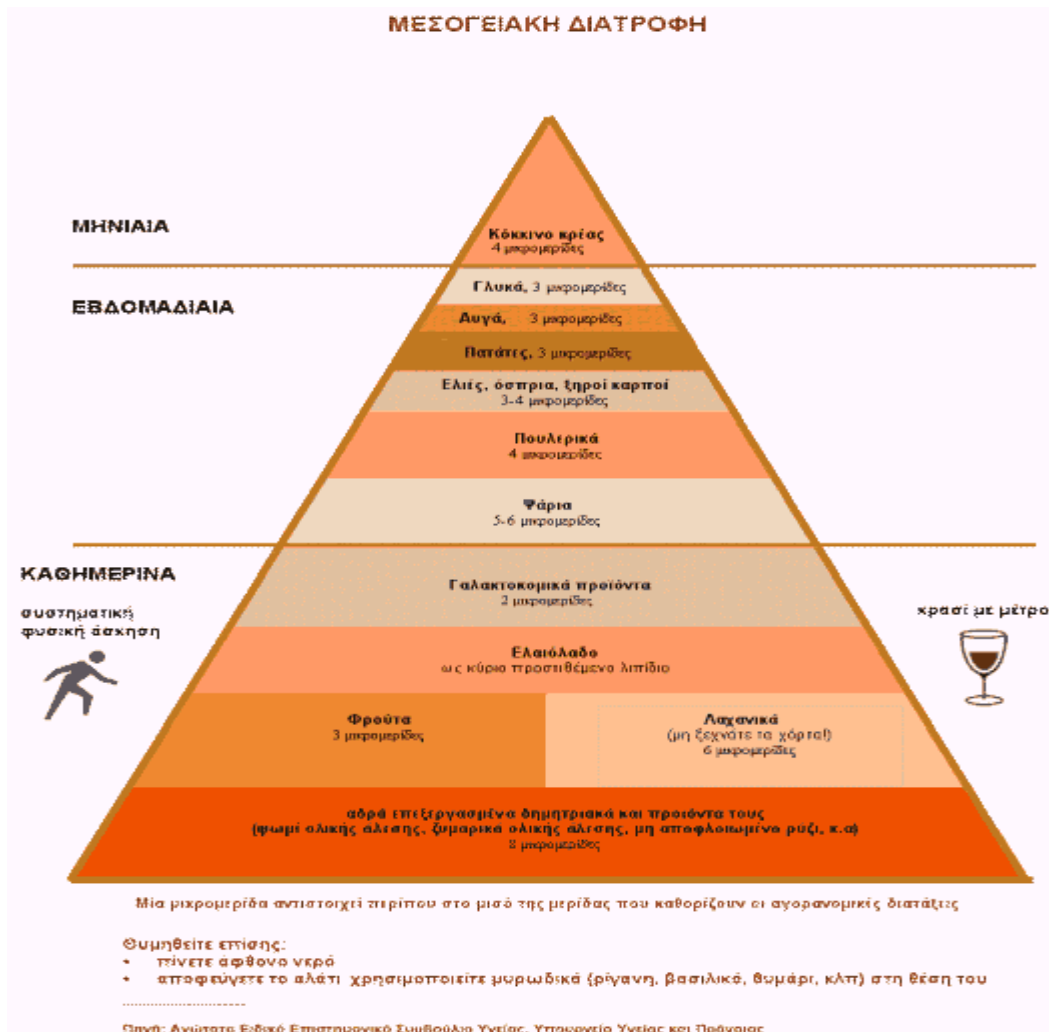 ΜΕΣΟΓΕΙΑΚΗ ΔΙΑΤΡΟΦΗ
ΜΗΝΙΑΙΑ
Κόκκινο κρέας
4 μικρομερίδες
ΕΒΔΟΜΑΔΙΑΙΑ
Γλυκά, 3 μικρομερίδες
Αυγά, 3 μικρομερίδες
Πατάτες, 3 μικρομερίδες
Ελιές, όσπρια, ξηροί καρποί
3-4 μικρομερίδες
Πουλερικά
4 μικρομερίδες
Ψάρια
5-6 μικρομερίδες
ΚΑΘΗΜΕΡΙΝΑ
συστηματική
φυσική άσκηση
Γαλακτοκομικά προϊόντα
2 μικρομερίδες
κρασί με μέτρο
Ελαιόλαδο
ως κύριο προστιθέμενο λιπίδιο
Φρούτα
3 μικρομερίδες
Λαχανικά
(μη ξεχνάτε τα χόρτα!)
6 μικρομερίδες
αδρά επεξεργασμένα δημητριακά και προϊόντα τους
(ψωμί ολικής άλεσης, ζυμαρικά ολικής άλεσης, μη αποφλοιωμένο ρύζι, κ.α)
8 μικρομερίδες
Μία μικρομερίδα αντιστοιχεί περίπου στο μισό της μερίδας που καθορίζουν οι αγορανομικές διατάξεις
Θυμηθείτε επίσης:
• πίνετε άφθονο νερό
• αποφεύγετε το αλάτι χρησιμοποιείτε μυρωδικά (ρίγανη, βασιλικό, θυμάρι, κλπ) στη θέση του
Πηγή: Ανώτατο Ειδικό Επιστημονικό Συμβούλιο Υγείας, Υπουργείο Υγείας και Πρόνοιας